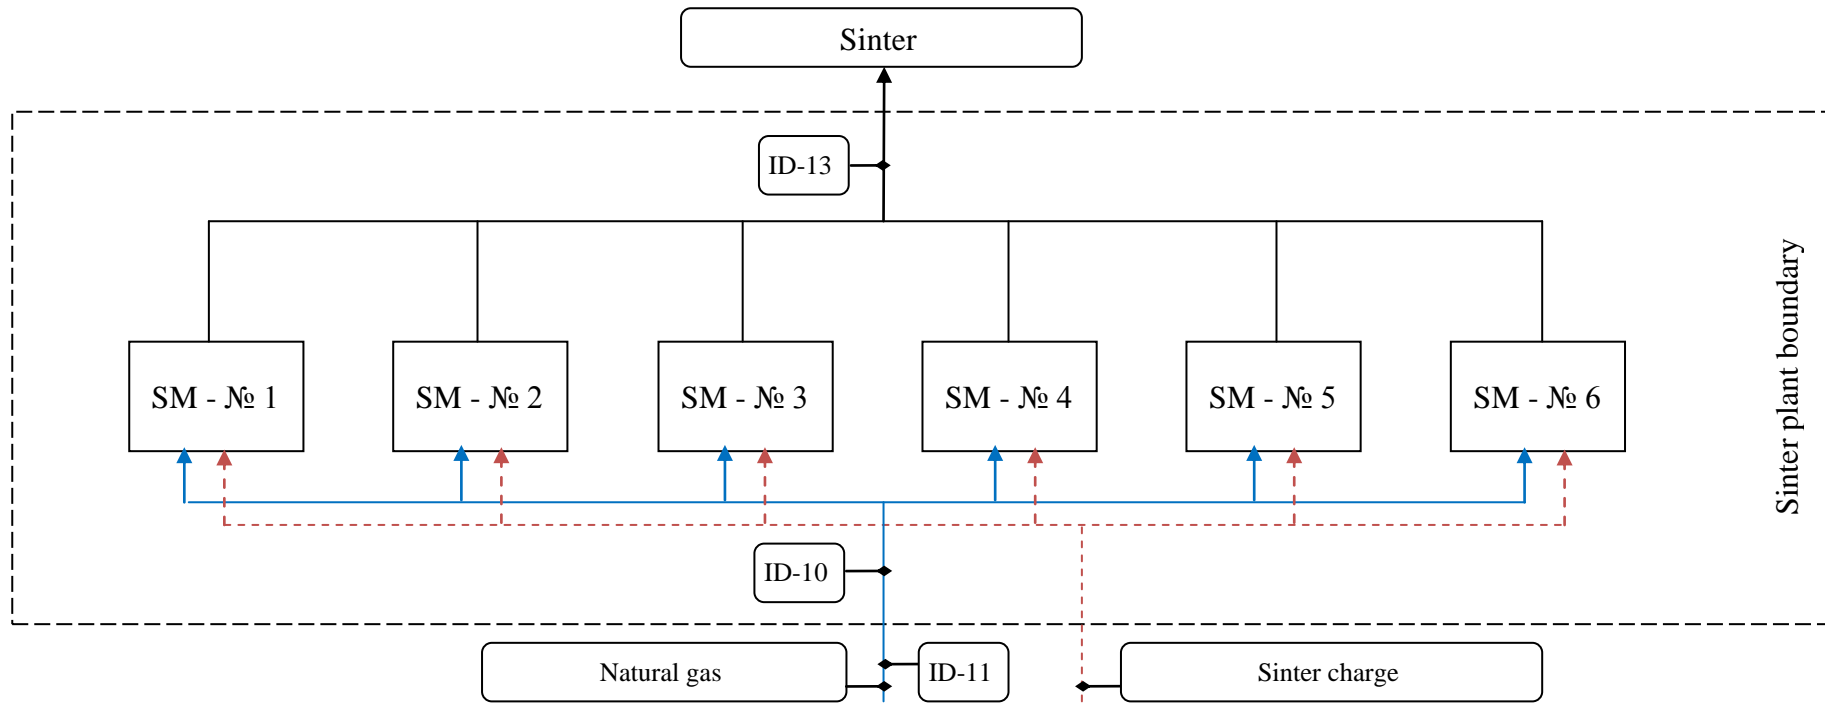 Sinter
ID-13
Sinter plant boundary
SM - № 1
SM - № 2
SM - № 3
SM - № 4
SM - № 5
SM - № 6
ID-10
Natural gas
ID-11
Sinter charge